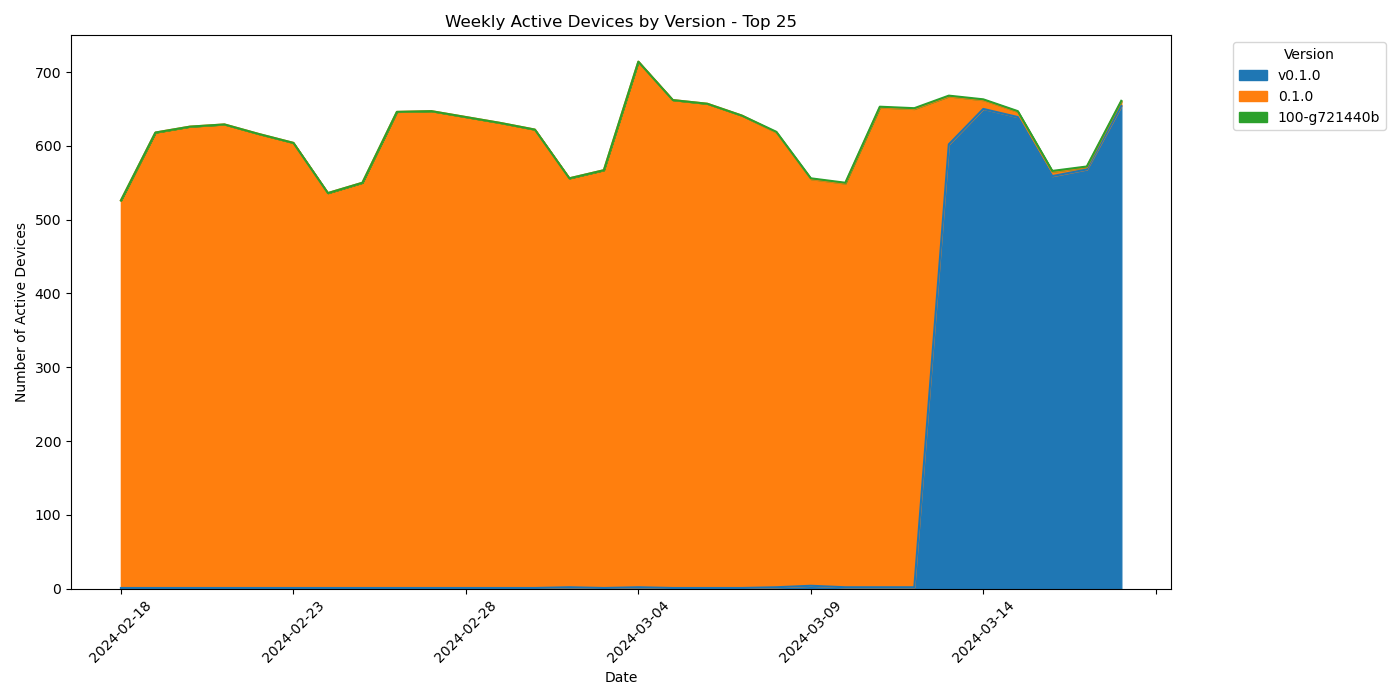 Weekly Active Devices by Version - Top 25
Number of Active Devices
700
600
500
400
300
200
100
0
2024-02-18
2024-02-23
2024-02-28
2024-03-04
2024-03-09
2024-03-14
Date
Version
v0.1.0
0.1.0
100-g721440b